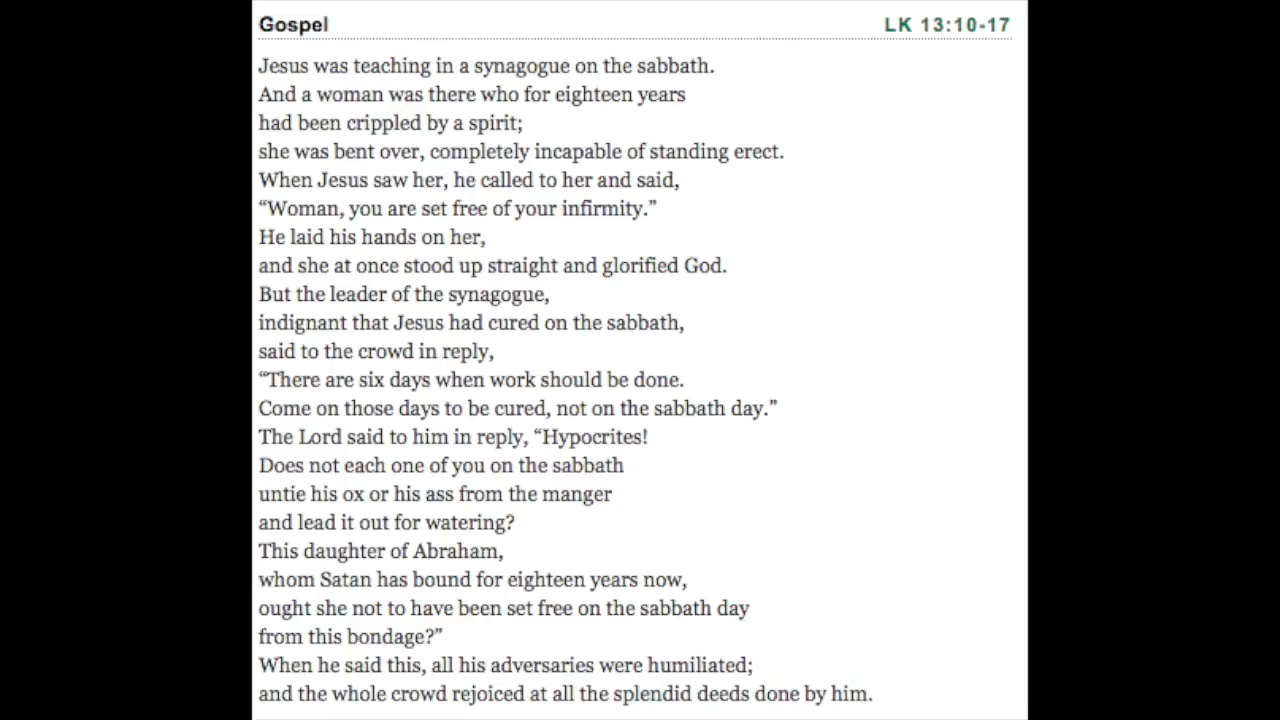 Gospel LK 13:10-17
Jesus was teaching in a synagogue on the sabbath.
And a woman was there who for eighteen years
had been crippled by a spirit;
she was bent over, completely incapable of standing erect.
When Jesus saw her, he called to her and said,
“Woman, you are set free of your infirmity.”
He laid his hands on her,
and she at once stood up straight and glorified God.
But the leader of the synagogue,
indignant that Jesus had cured on the sabbath,
said to the crowd in reply,
“There are six days when work should be done.
Come on those days to be cured, not on the sabbath day.”
The Lord said to him in reply, “Hypocrites!
Does not each one of you on the sabbath
untie his ox or his ass from the manger
and lead it out for watering?
This daughter of Abraham,
whom Satan has bound for eighteen years now,
ought she not to have been set free on the sabbath day
from this bondage?”
When he said this, all his adversaries were humiliated;
and the whole crowd rejoiced at all the splendid deeds done by him.